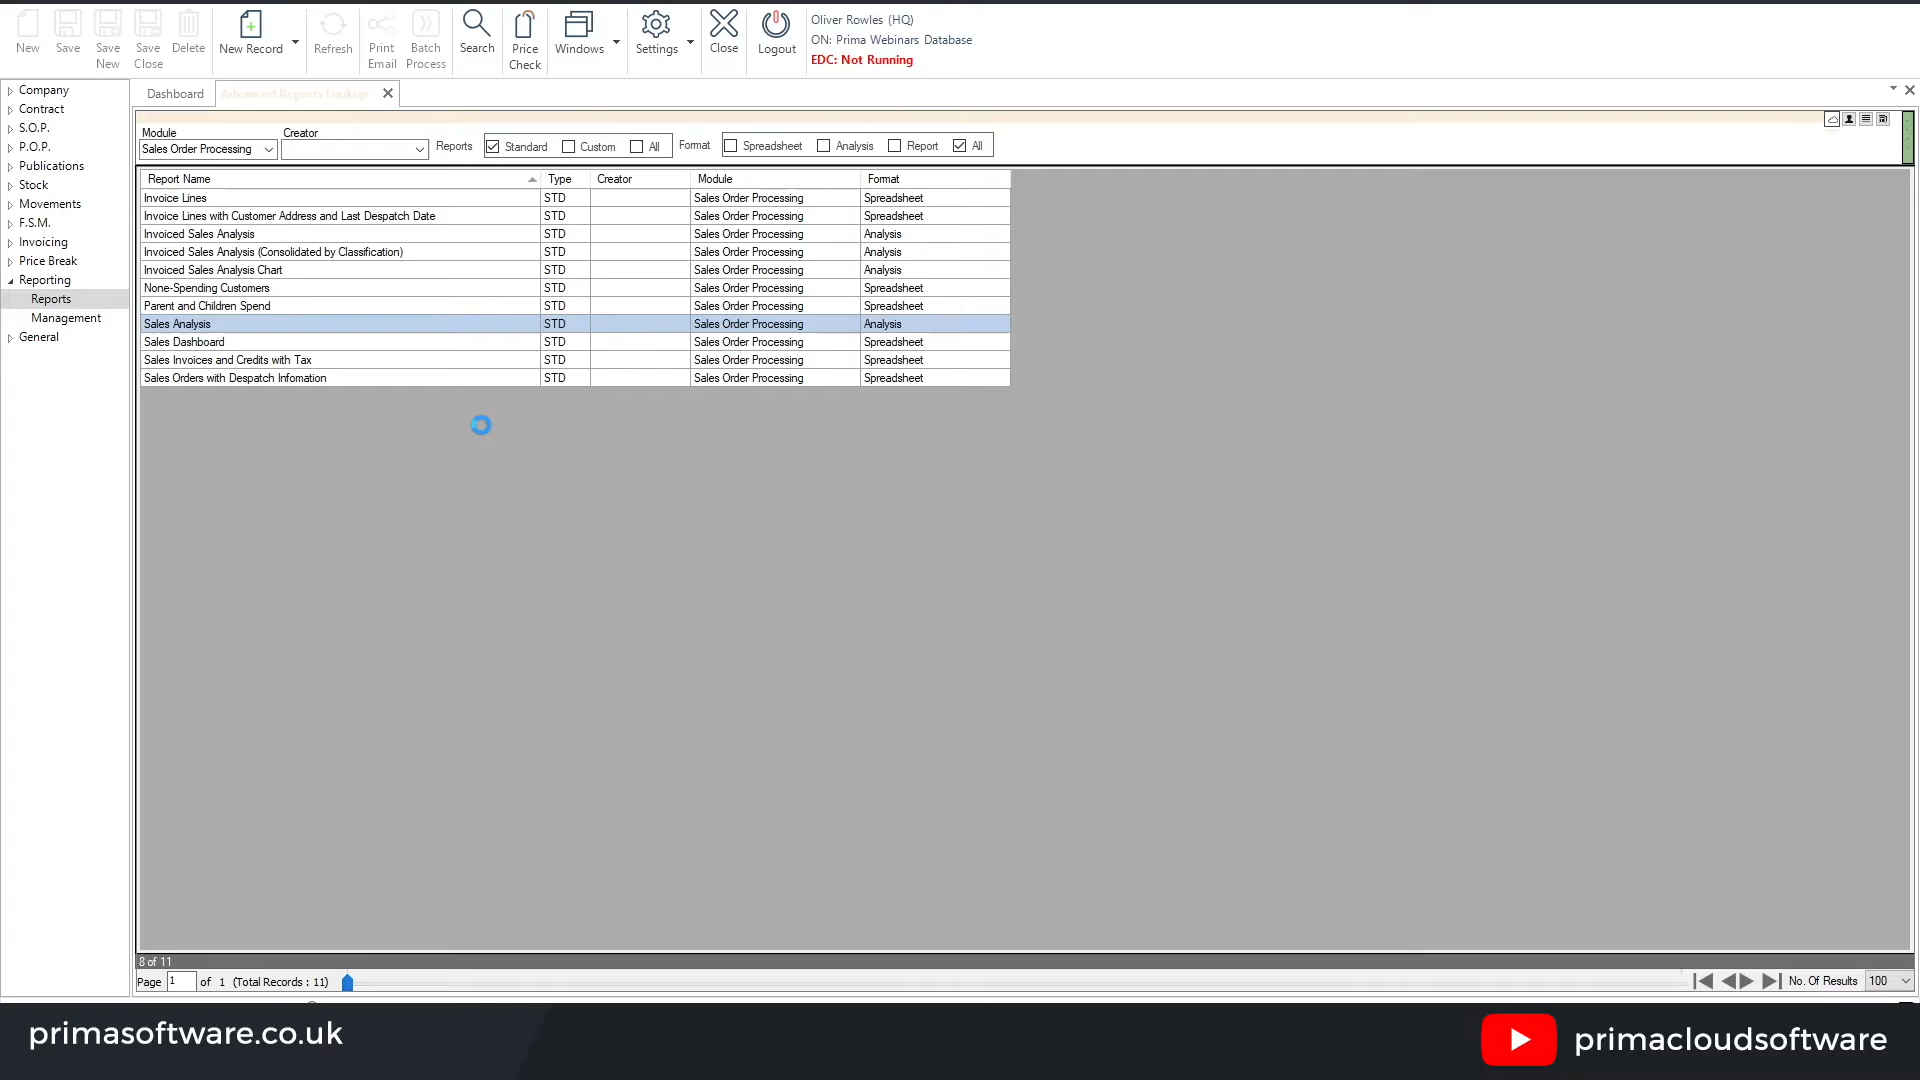 New Save Save New Save Close Delete New Record Refresh Print Email Batch Process Search Price Check Windows Settings Close Logout
Oliver Rowles (HQ)
ON: Prima Webinars Database
EDC: Not Running
Company
Contract
S.O.P.
P.O.P.
Publications
Stock
Movements
F.S.M.
Invoicing
Price Break
Reporting
Reports
Management
General
Dashboard Advanced Reports Lookup
Module Creator
Sales Order Processing Reports Standard Custom All Format Spreadsheet Analysis Report All
Report Name Type Creator Module Format
Invoice Lines STD Sales Order Processing Spreadsheet
Invoice Lines with Customer Address and Last Despatch Date STD Sales Order Processing Spreadsheet
Invoiced Sales Analysis STD Sales Order Processing Analysis
Invoiced Sales Analysis (Consolidated by Classification) STD Sales Order Processing Analysis
Invoiced Sales Analysis Chart STD Sales Order Processing Analysis
None-Spending Customers STD Sales Order Processing Spreadsheet
Parent and Children Spend STD Sales Order Processing Spreadsheet
Sales Analysis STD Sales Order Processing Analysis
Sales Dashboard STD Sales Order Processing Spreadsheet
Sales Invoices and Credits with Tax STD Sales Order Processing Spreadsheet
Sales Orders with Despatch Infomation STD Sales Order Processing Spreadsheet
8 of 11
Page 1 of 1 (Total Records : 11) No. Of Results 100
primasoftware.co.uk
primacloudsoftware